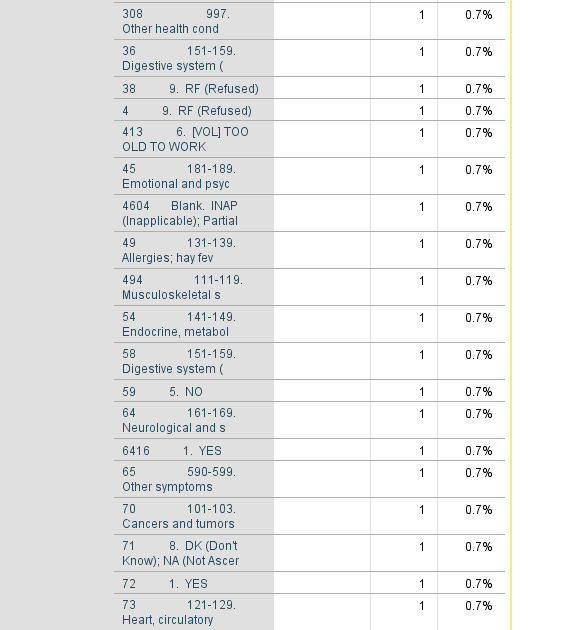 308 997. 1 0.7%
Other health cond
36 151-159. 1 0.7%
Digestive system (
38 9. RF (Refused) 1 0.7%
4 9. RF (Refused) 1 0.7%
413 6. [VOL] TOO 1 0.7%
OLD TO WORK
45 181-189. 1 0.7%
Emotional and psyc
4604 Blank. INAP 1 0.7%
(Inapplicable); Partial
49 131-139. 1 0.7%
Allergies; hay fev
494 111-119. 1 0.7%
Musculoskeletal s
54 141-149. 1 0.7%
Endocrine, metabol
58 151-159. 1 0.7%
Digestive system (
59 5. NO 1 0.7%
64 161-169. 1 0.7%
Neurological and s
6416 1. YES 1 0.7%
65 590-599. 1 0.7%
Other symptoms
70 101-103. 1 0.7%
Cancers and tumors
71 8. DK (Don't 1 0.7%
Know); NA (Not Ascer
72 1. YES 1 0.7%
73 121-129. 1 0.7%
Heart, circulatory